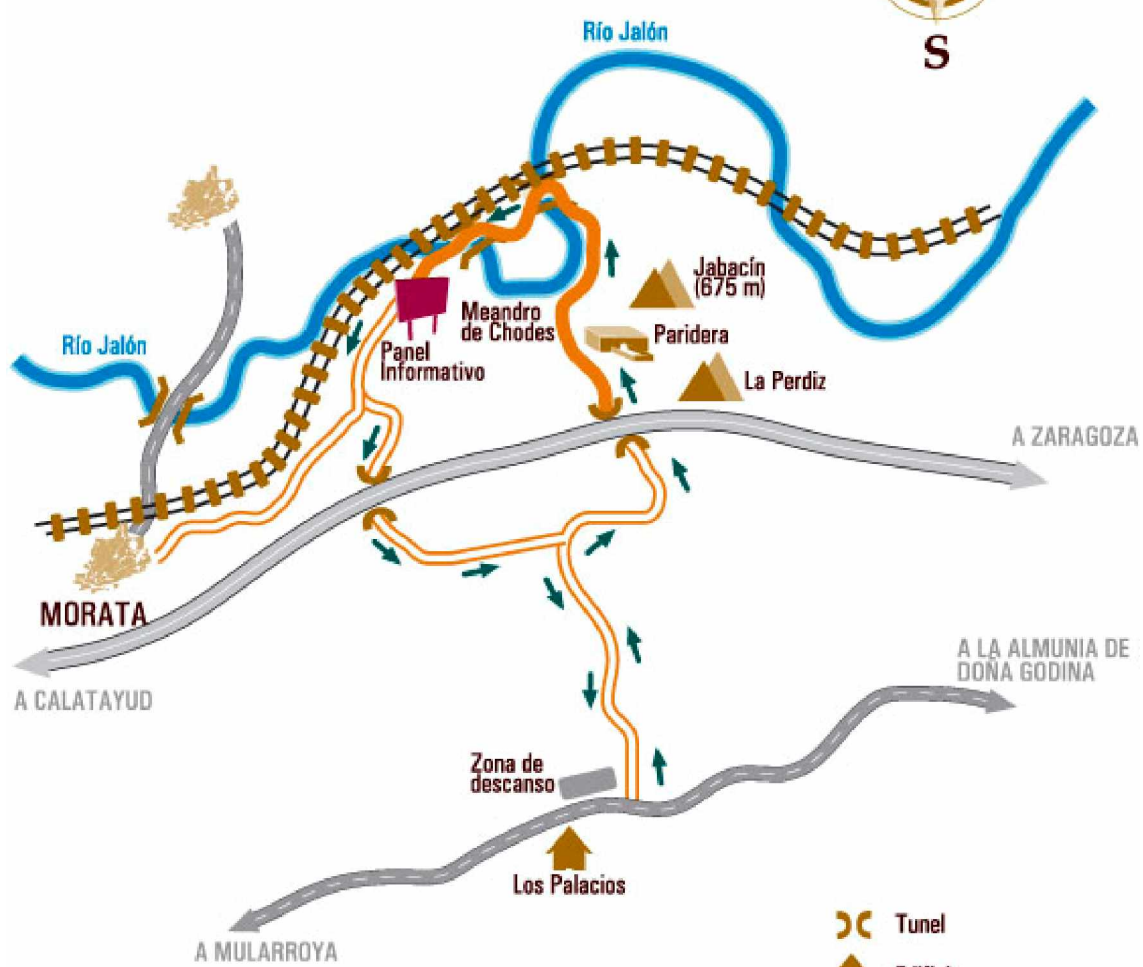 Río Jalón
S
Jabacín
(675 m)
Meandro
de Chodes
Paridera
Río Jalón
Panel
Informativo
La Perdiz
A ZARAGOZA
MORATA
A CALATAYUD
A LA ALMUNIA DE
DOÑA GODINA
Zona de
descanso
Los Palacios
A MULARROYA
Tunel